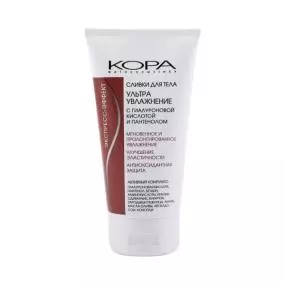 КОРА
ФИТОКОСМЕТИКА
СЛИВКИ ДЛЯ ТЕЛА
УЛЬТРА
УВЛАЖНЕНИЕ
С ГИАЛУРОНОВОЙ
КИСЛОТОЙ
И ПАНТЕНОЛОМ
ЭКСПРЕСС-ЭФФЕКТ
МГНОВЕННОЕ И
ПРОЛОНГИРОВАННОЕ
УВЛАЖНЕНИЕ
УЛУЧШЕНИЕ
ЭЛАСТИЧНОСТИ
АНТИОКСИДАНТНАЯ
ЗАЩИТА
АКТИВНЫЙ КОМПЛЕКС: